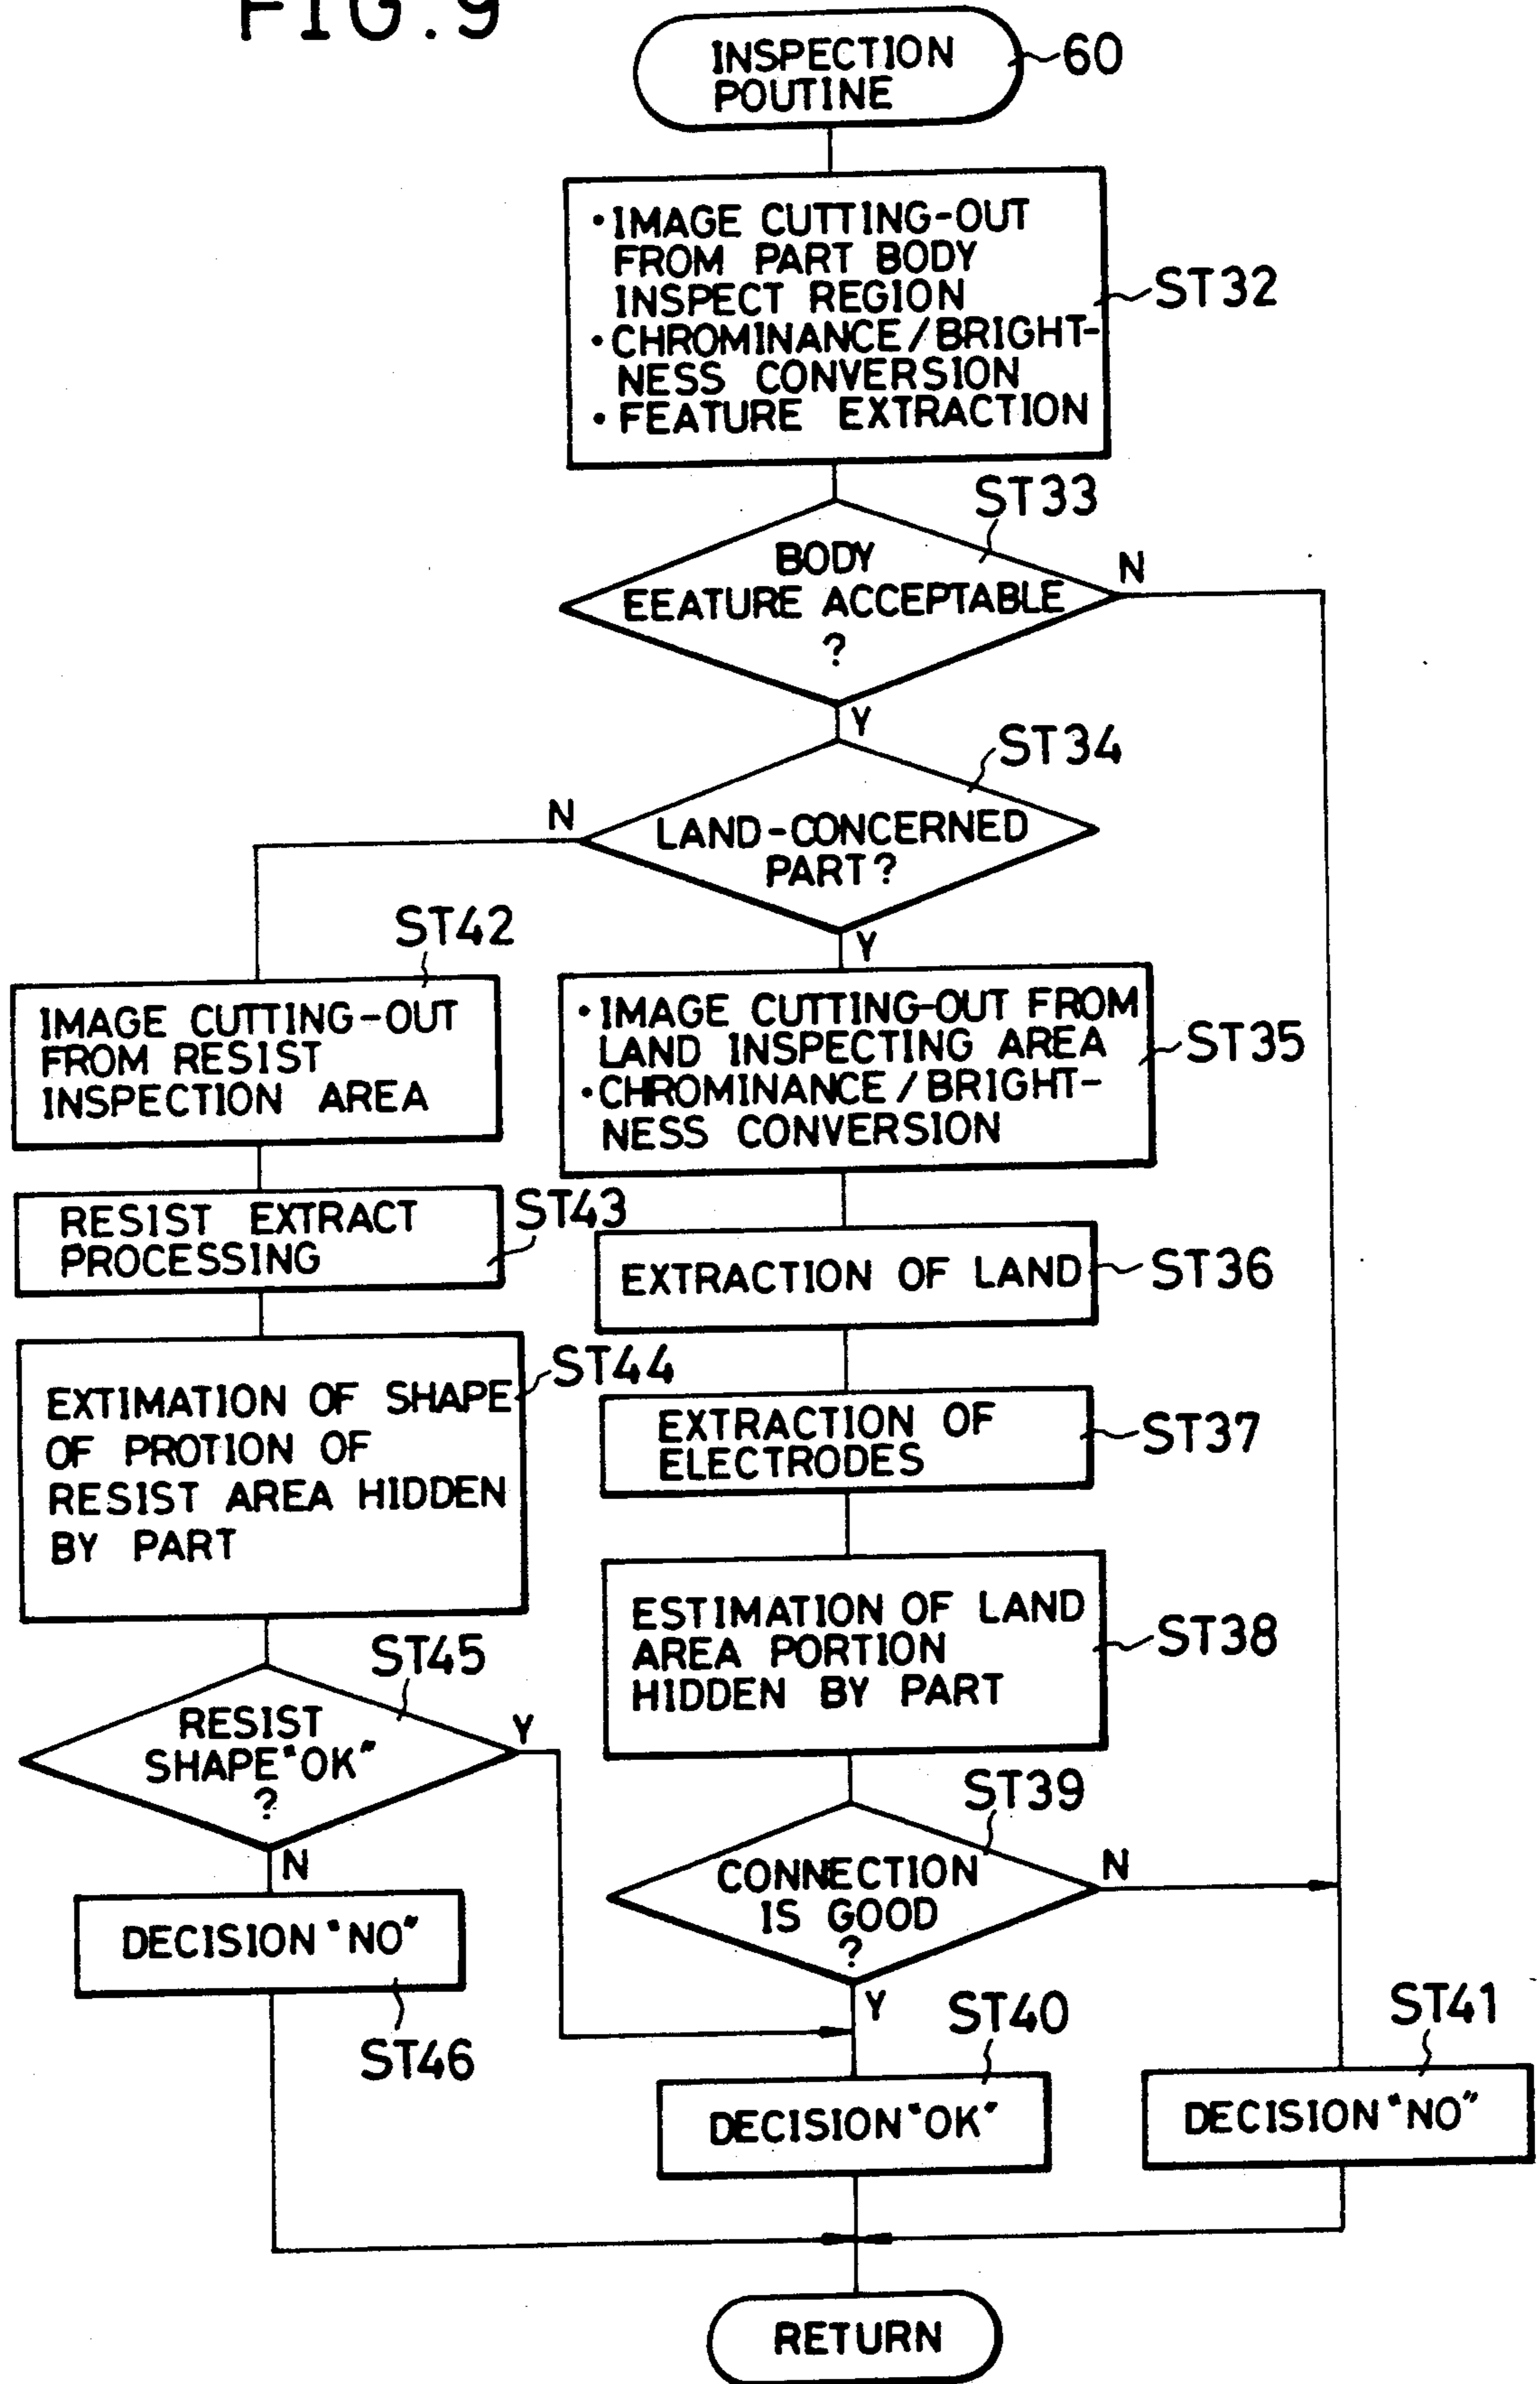 FIG.9
INSPECTION
POUTINE
60
• IMAGE CUTTING-OUT
FROM PART BODY
INSPECT REGION
• CHROMINANCE/BRIGHT-
NESS CONVERSION
• FEATURE EXTRACTION
ST32
ST33
BODY
EEATURE ACCEPTABLE
?
N
Y
ST34
LAND-CONCERNED
PART?
N
Y
ST42
IMAGE CUTTING-OUT
FROM RESIST
INSPECTION AREA
• IMAGE CUTTING-OUT FROM
LAND INSPECTING AREA
• CHROMINANCE/BRIGHT-
NESS CONVERSION
ST35
RESIST EXTRACT
PROCESSING
ST43
EXTRACTION OF LAND
ST36
EXTIMATION OF SHAPE
OF PROTION OF
RESIST AREA HIDDEN
BY PART
ST44
EXTRACTION OF
ELECTRODES
ST37
ESTIMATION OF LAND
AREA PORTION
HIDDEN BY PART
ST38
ST45
RESIST
SHAPE "OK"
?
Y
N
ST39
CONNECTION
IS GOOD
?
N
Y
DECISION "NO"
ST46
ST40
DECISION "OK"
ST41
DECISION "NO"
RETURN